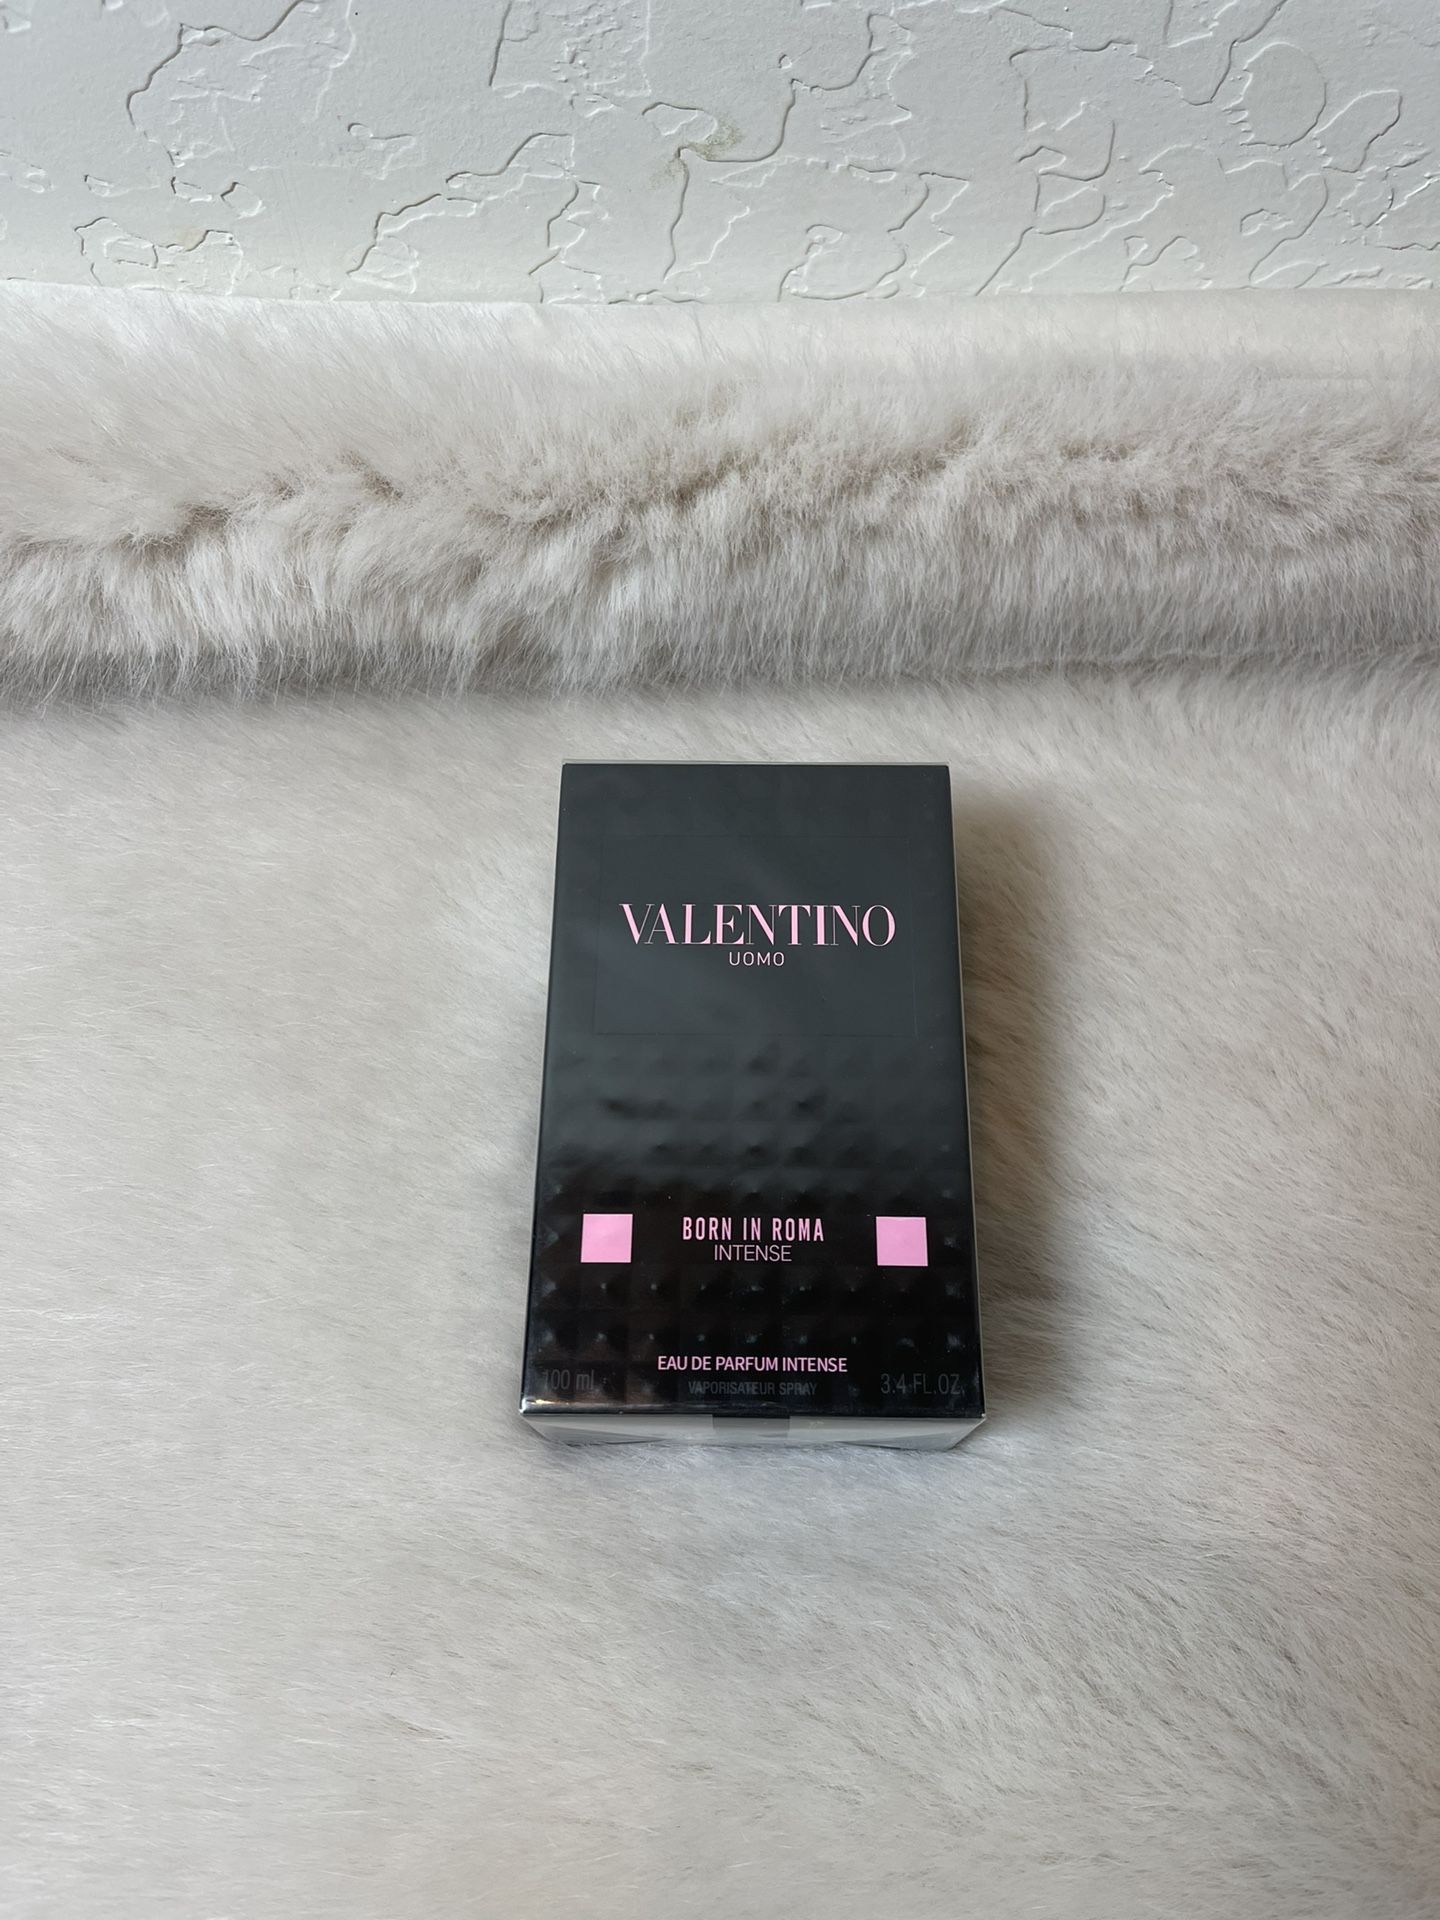 VALENTINO
UOMO
BORN IN ROMA
INTENSE
EAU DE PARFUM INTENSE
100 ml VAPORISATEUR SPRAY 3.4 FL.OZ.